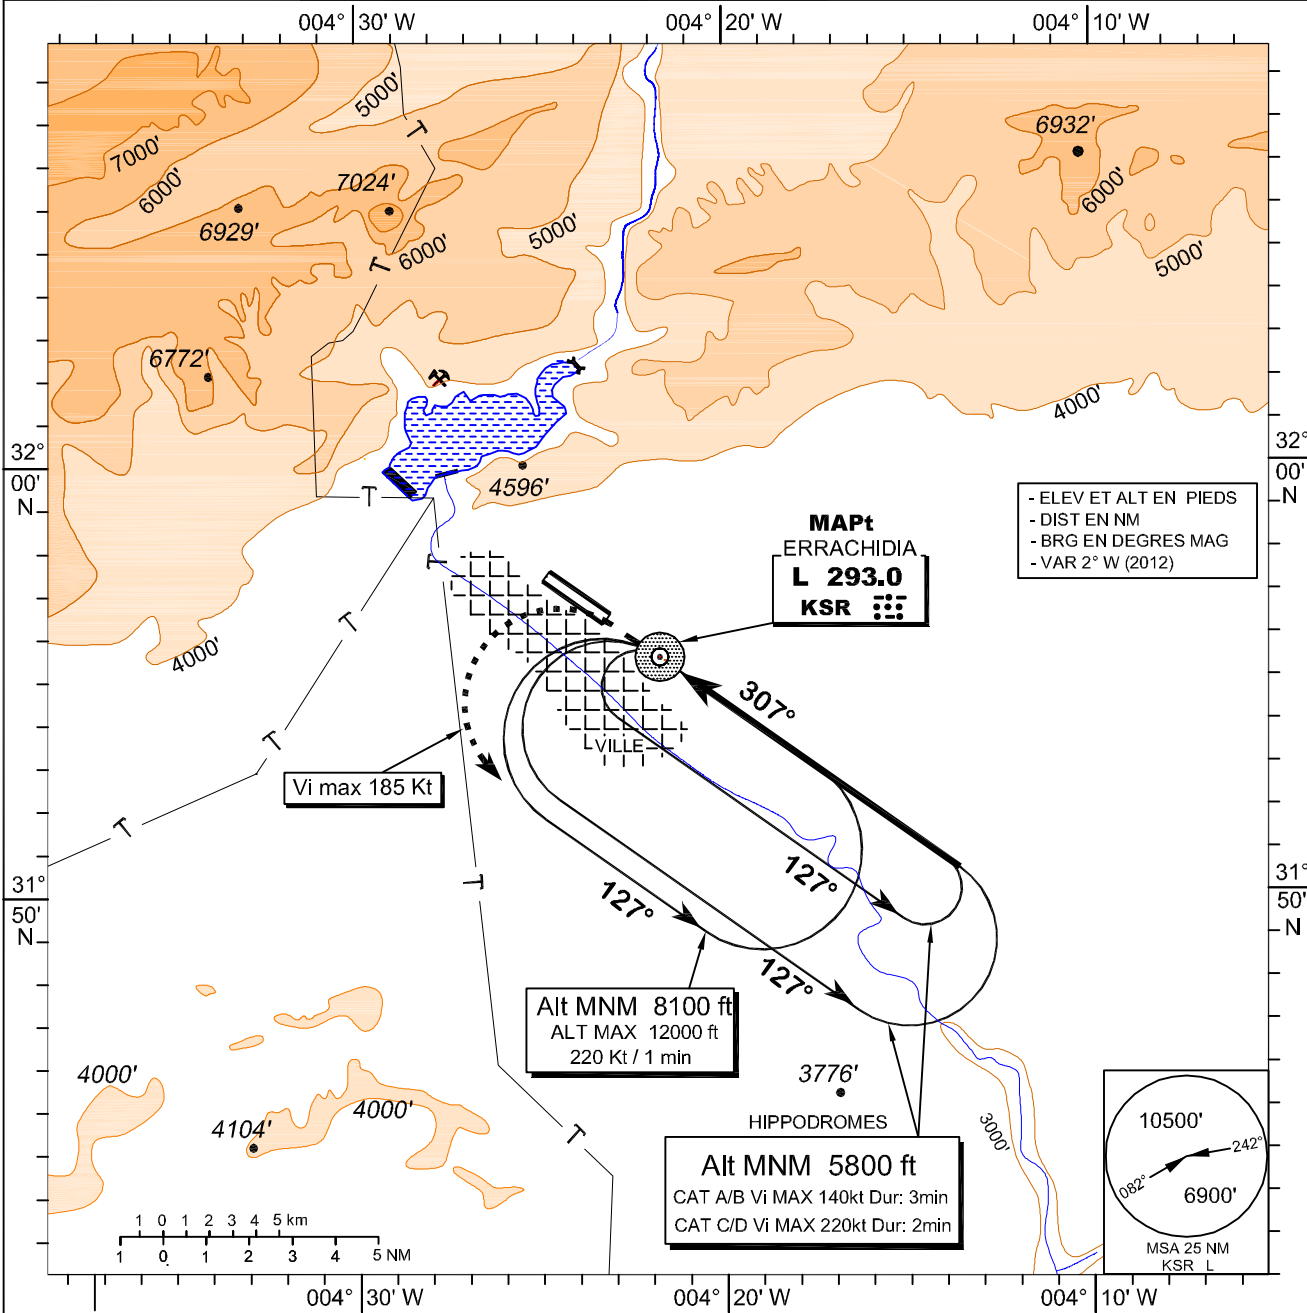 004° 30' W
004° 20' W
004° 10' W
5000'
7000'
6000'
7024'
6929'
6000'
5000'
6932'
6000'
5000'
6772'
4000'
32°
00'
N
32°
00'
N
4596'
- ELEV ET ALT EN PIEDS
- DIST EN NM
- BRG EN DEGRES MAG
- VAR 2° W (2012)
MAPt
ERRACHIDIA
L 293.0
KSR
4000'
307°
VILLE
Vi max 185 Kt
127°
127°
127°
31°
50'
N
31°
50'
N
Alt MNM 8100 ft
ALT MAX 12000 ft
220 Kt / 1 min
3776'
4000'
4000'
4104'
HIPPODROMES
Alt MNM 5800 ft
CAT A/B Vi MAX 140kt Dur: 3min
CAT C/D Vi MAX 220kt Dur: 2min
3000'
10500'
242°
082°
6900'
MSA 25 NM
KSR L
1 0 1 2 3 4 5 km
1 0 1 2 3 4 5 NM
004° 30' W
004° 20' W
004° 10' W